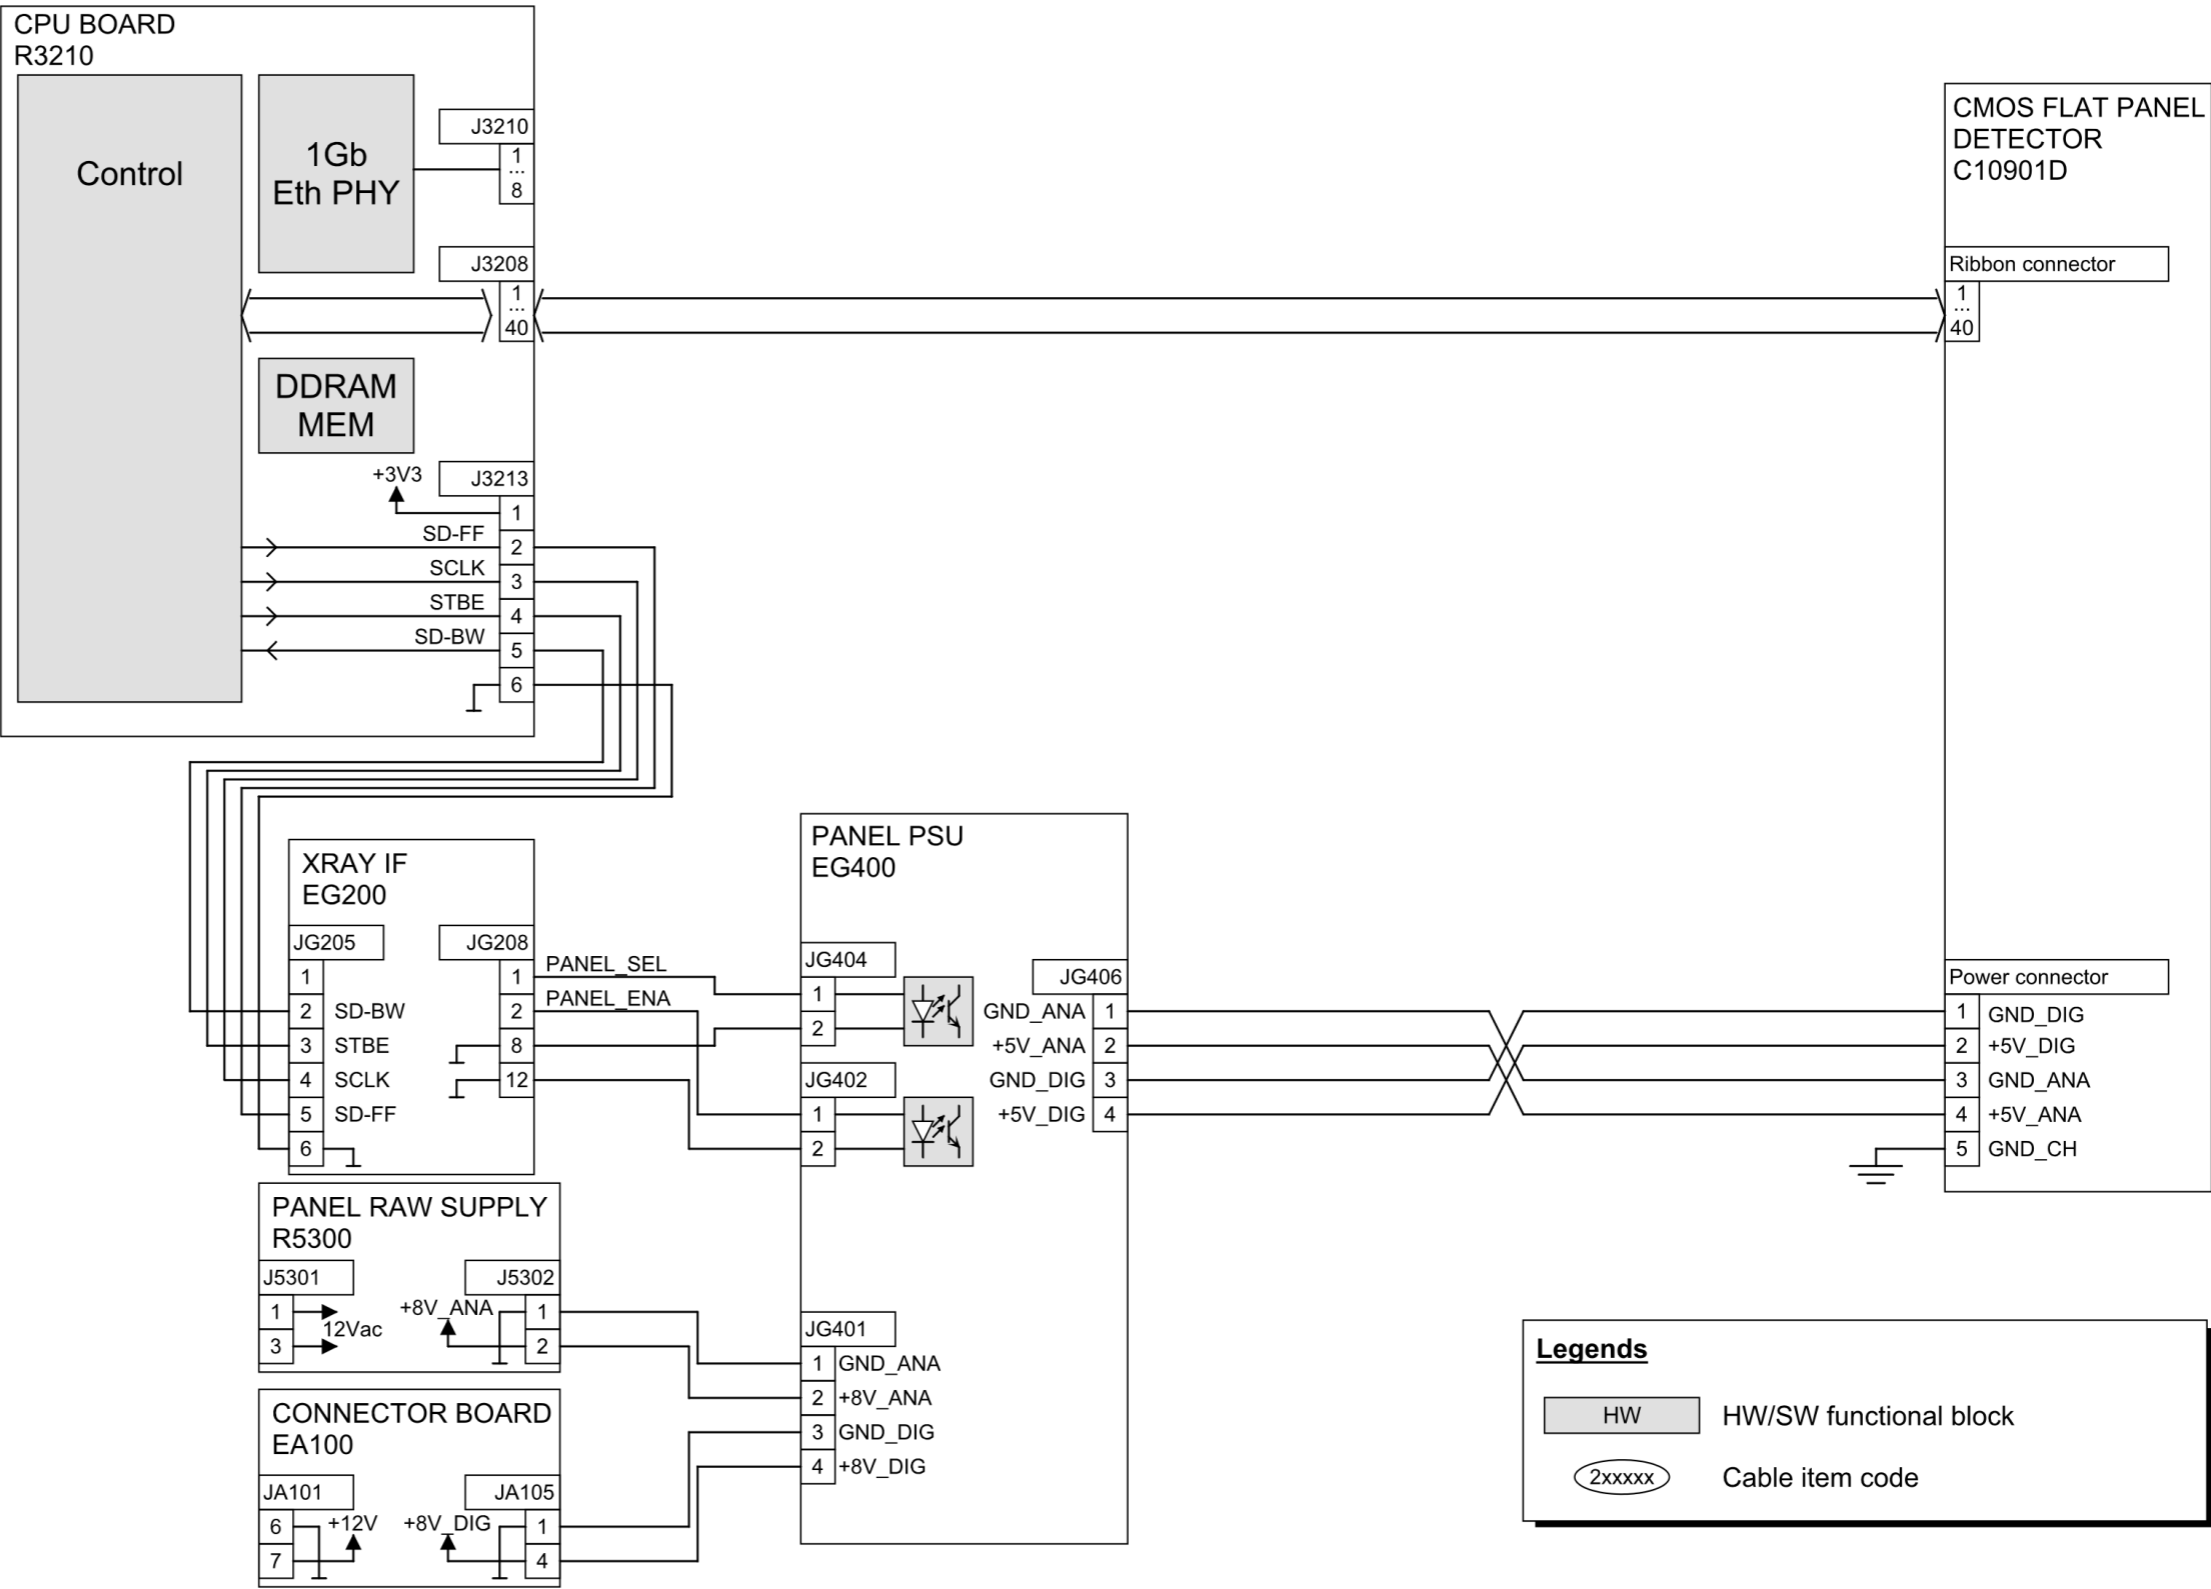 CPU BOARD
R3210
Control
1Gb
Eth PHY
J3210
1
...
8
J3208
1
...
40
DDRAM
MEM
+3V3
J3213
1
SD-FF
2
SCLK
3
STBE
4
SD-BW
5
6
CMOS FLAT PANEL
DETECTOR
C10901D
Ribbon connector
1
...
40
XRAY IF
EG200
JG205
1
2 SD-BW
3 STBE
4 SCLK
5 SD-FF
6
JG208
1
2
8
12
PANEL_SEL
PANEL_ENA
PANEL PSU
EG400
JG404
1
2
JG402
1
2
JG406
GND_ANA 1
+5V_ANA 2
GND_DIG 3
+5V_DIG 4
Power connector
1 GND_DIG
2 +5V_DIG
3 GND_ANA
4 +5V_ANA
5 GND_CH
PANEL RAW SUPPLY
R5300
J5301
1
12Vac
3
J5302
+8V_ANA
1
2
JG401
1 GND_ANA
2 +8V_ANA
3 GND_DIG
4 +8V_DIG
CONNECTOR BOARD
EA100
JA101
6
+12V
7
JA105
+8V_DIG
1
4
Legends
HW HW/SW functional block
2xxxxx Cable item code